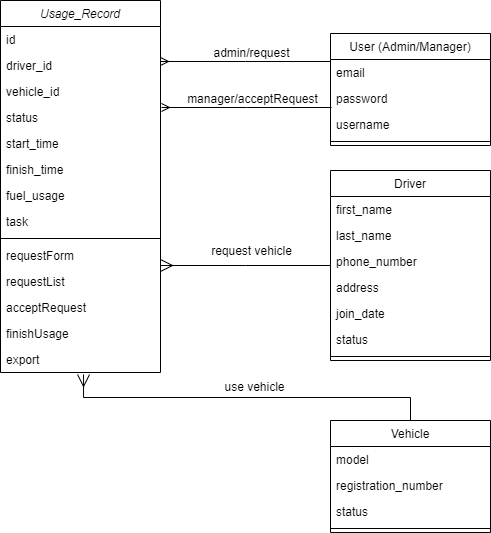 Usage_Record
id
driver_id
vehicle_id
status
start_time
finish_time
fuel_usage
task
requestForm
requestList
acceptRequest
finishUsage
export
admin/request
manager/acceptRequest
request vehicle
use vehicle
User (Admin/Manager)
email
password
username
Driver
first_name
last_name
phone_number
address
join_date
status
Vehicle
model
registration_number
status